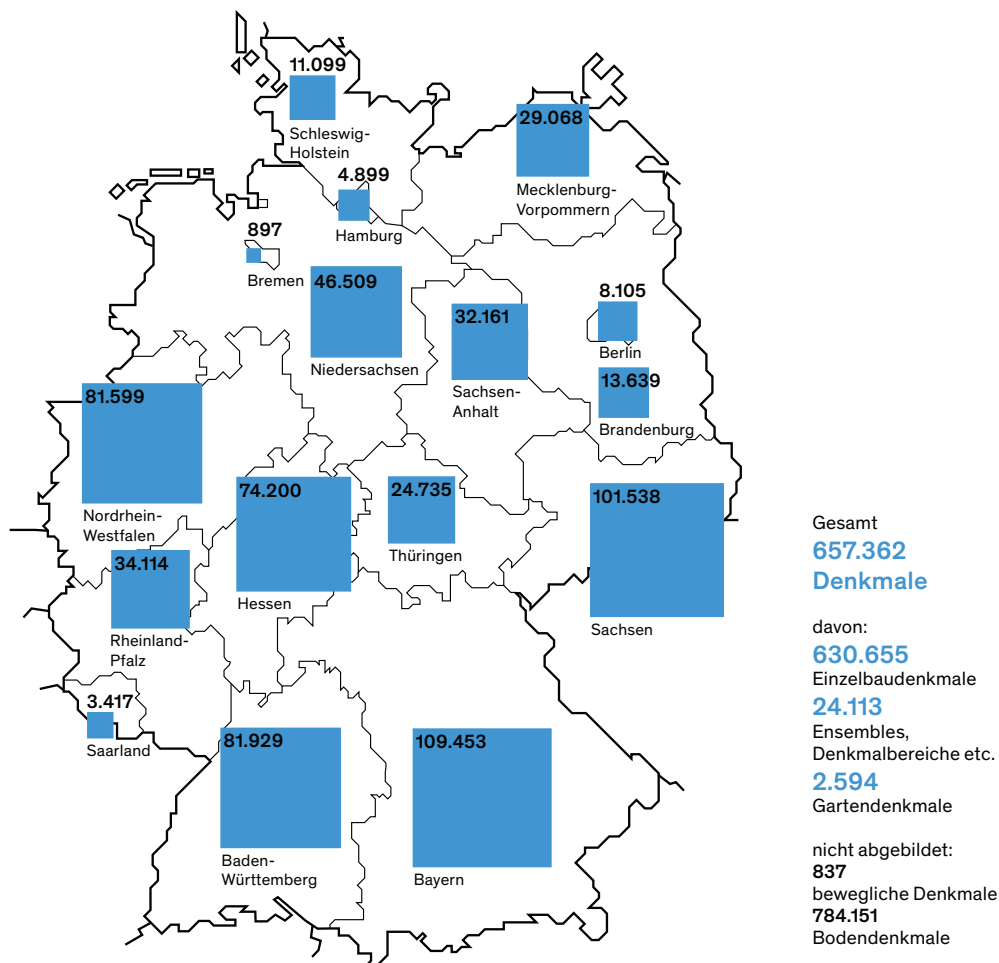 11.099
Schleswig-
Holstein
29.068
Mecklenburg-
Vorpommern
4.899
Hamburg
897
Bremen
46.509
Niedersachsen
32.161
Sachsen-
Anhalt
8.105
Berlin
13.639
Brandenburg
81.599
Nordrhein-
Westfalen
74.200
Hessen
24.735
Thüringen
101.538
Sachsen
34.114
Rheinland-
Pfalz
3.417
Saarland
81.929
Baden-
Württemberg
109.453
Bayern
Gesamt
657.362
Denkmale
davon:
630.655
Einzelbaudenkmale
24.113
Ensembles,
Denkmalbereiche etc.
2.594
Gartendenkmale
nicht abgebildet:
837
bewegliche Denkmale
784.151
Bodendenkmale